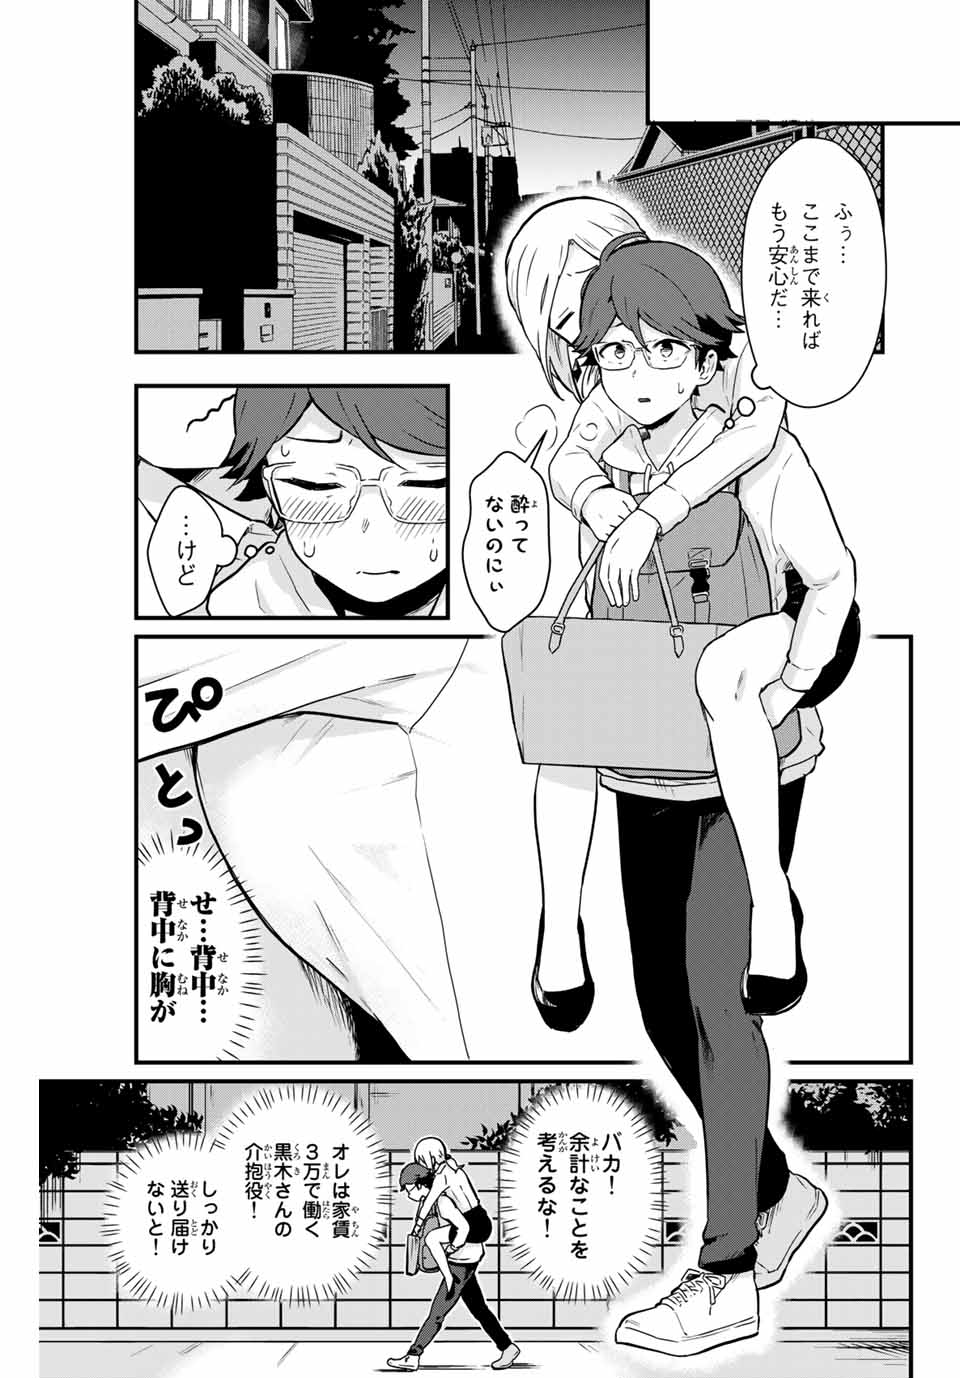 ふぅ…
ここまで来れば
もう安心だ…
酔って
ないのにぃ
…けど
ぴとっ
せ…背中…
背中に胸が
バカ！
余計なことを
考えるな！
オレは家賃
3万で働く
黒木さんの
介抱役！
しっかり
送り届け
ないと！